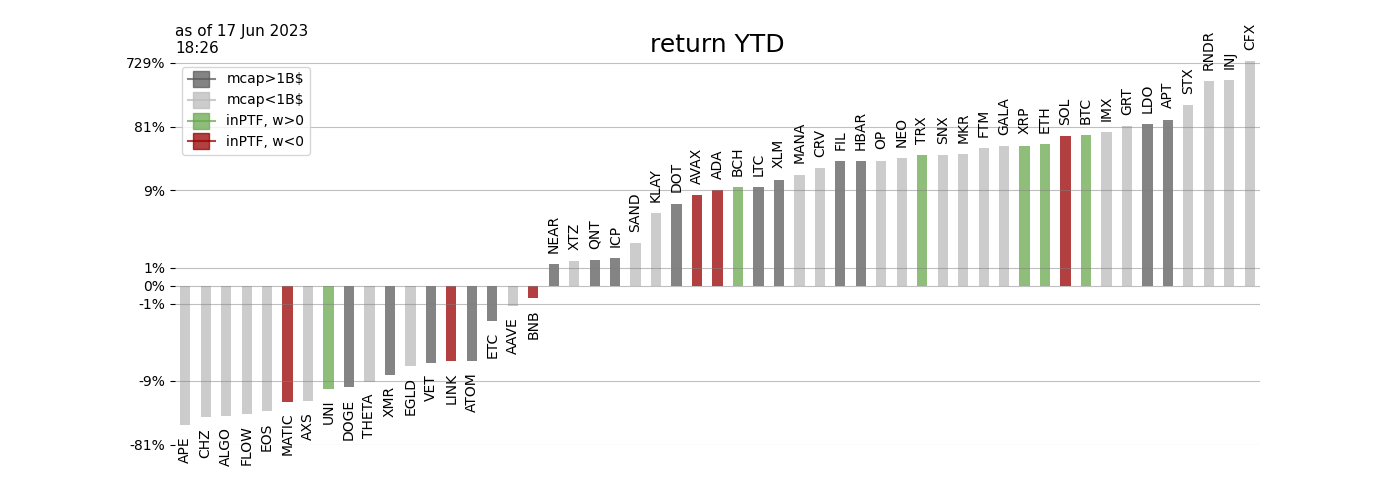 as of 17 Jun 2023
18:26
return YTD
mcap>1B$
mcap<1B$
inPTF, w>0
inPTF, w<0
729%
81%
9%
1%
0%
-1%
-9%
-81%
APE
CHZ
ALGO
FLOW
EOS
MATIC
AXS
UNI
DOGE
THETA
XMR
EGLD
VET
LINK
ATOM
ETC
AAVE
BNB
NEAR
XTZ
QNT
ICP
SAND
KLAY
DOT
AVAX
ADA
BCH
LTC
XLM
MANA
CRV
FIL
HBAR
OP
NEO
TRX
SNX
MKR
FTM
GALA
XRP
ETH
SOL
BTC
IMX
GRT
LDO
APT
STX
RNDR
INJ
CFX